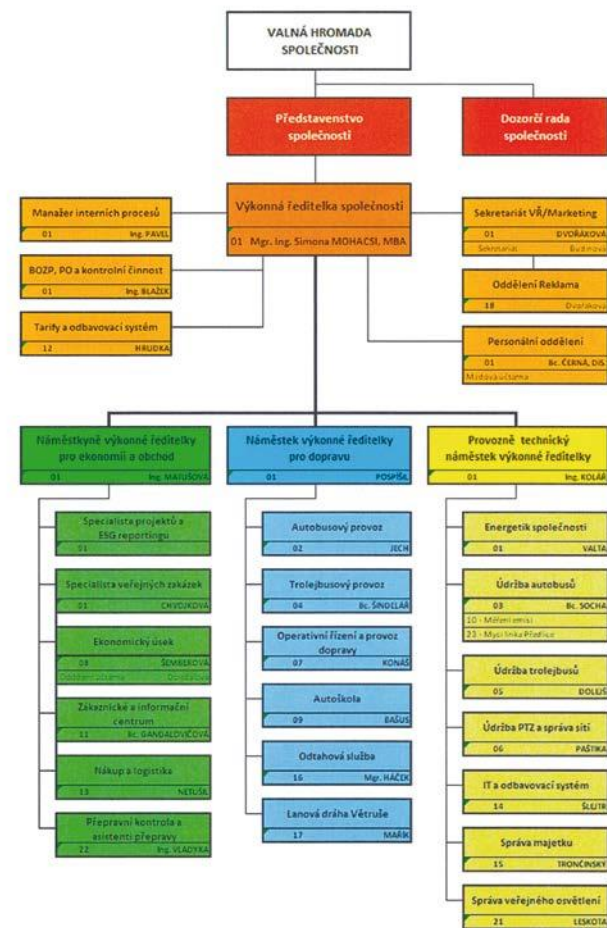 VALNÁ HROMADA
SPOLEČNOSTI
Představenstvo
společnosti
Dozorčí rada
společnosti
Výkonná ředitelka společnosti
01 Mgr. Ing. Simona MOHACSI, MBA
Manažer interních procesů
01 Ing. PAVEL
BOZP, PO a kontrolní činnost
01 Ing. BLAŽEK
Tarify a odbavovací systém
12 HRUDKA
Sekretariát VŘ/Marketing
01 DVOŘÁKOVÁ
Sekretariát
Oddělení Reklama
18 Dvořáková
Personální oddělení
01 Bc. ČERNÁ, DiS.
Mzdová účtárna
Náměstkyně výkonné ředitelky
pro ekonomii a obchod
01 Ing. MATUŠOVÁ
Náměstek výkonné ředitelky
pro dopravu
01 POSPÍŠIL
Provozně technický
náměstek výkonné ředitelky
01 Ing. KOLÁŘ
Specialista projektů a
ESG reportingu
01
Specialista veřejných zakázek
01 CHVOJKOVÁ
Ekonomický úsek
08 ŠEMBEROVÁ
Zákaznické a informační
centrum
11 Bc. GANDALOVIČOVÁ
Nákup a logistika
13 NETUŠIL
Přepravní kontrola a
asistenti přepravy
22 Ing. VLADYKA
Autobusový provoz
02 JECH
Trolejbusový provoz
04 Bc. ŠINDELÁŘ
Operativní řízení a provoz
dopravy
07 KONÁŠ
Autoškola
09 BAŠUS
Odtahová služba
16 Mgr. HÁČEK
Lanová dráha Větruše
17 MAŘÍK
Energetik společnosti
01 VALTA
Údržba autobusů
03 Bc. SOCHA
10 - Měření emisí
23 - Mycí linka Předlice
Údržba trolejbusů
05 DOLEJŠ
Údržba PTZ a správa sítí
06 PAŠTIKA
IT a odbavovací systém
14 ŠLEJTR
Správa majetku
15 TRONČINSKÝ
Správa veřejného osvětlení
21 LESKOTA